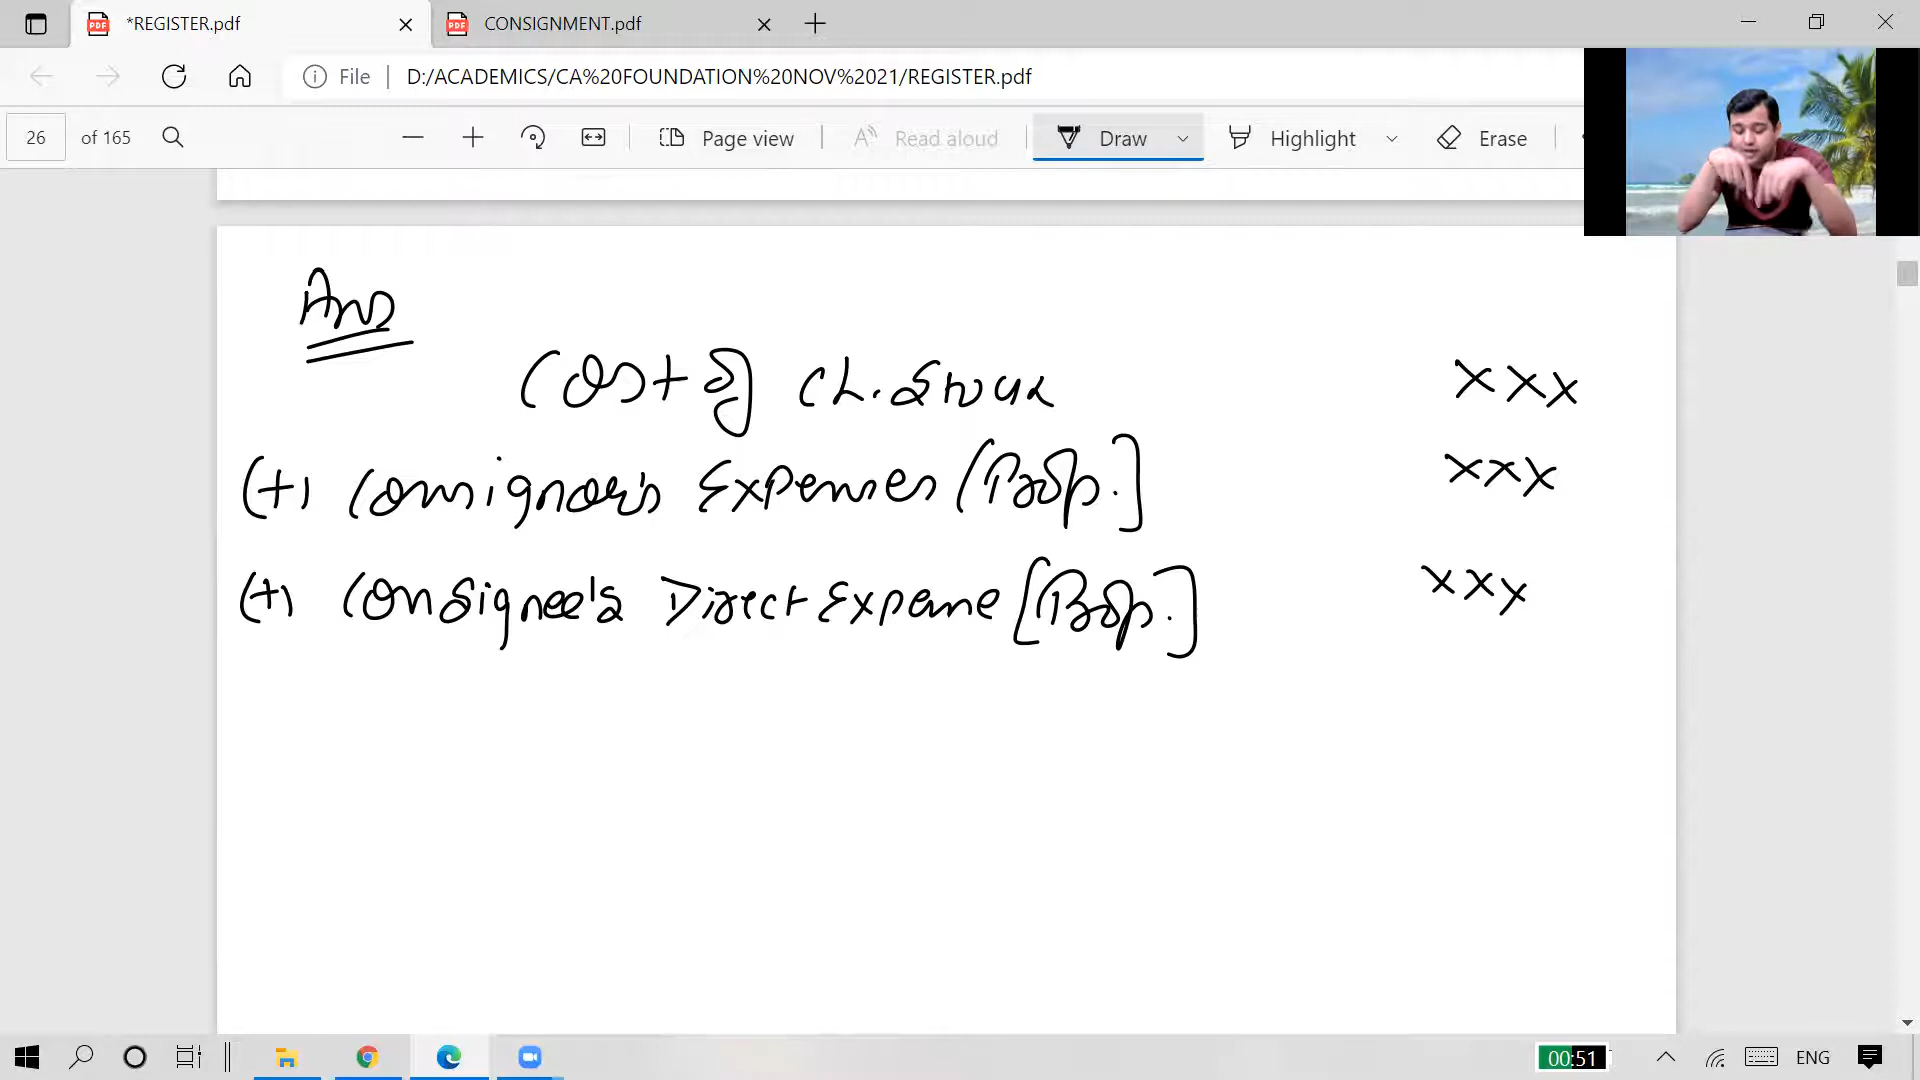 *REGISTER.pdf
CONSIGNMENT.pdf
File
D:/ACADEMICS/CA%20FOUNDATION%20NOV%2021/REGISTER.pdf
26 of 165
Page view
Read aloud
Draw
Highlight
Erase
Ans
Cost of Cl. Stock xxx
(+) Consignor's Expenses [Prop.] xxx
(+) Consignee's Direct Expense [Prop.] xxx
00:51
ENG